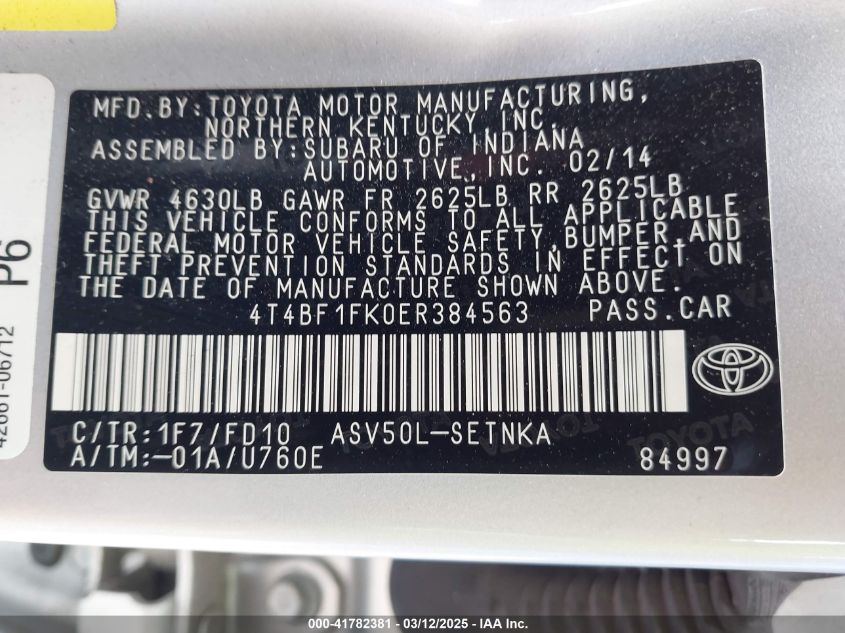 MFD.BY:TOYOTA MOTOR MANUFACTURING,
NORTHERN KENTUCKY, INC.
ASSEMBLED BY:SUBARU OF INDIANA
AUTOMOTIVE,INC. 02/14
GVWR 4630LB GAWR FR 2625LB RR 2625LB
THIS VEHICLE CONFORMS TO ALL APPLICABLE
FEDERAL MOTOR VEHICLE SAFETY,BUMPER,AND
THEFT PREVENTION STANDARDS IN EFFECT ON
THE DATE OF MANUFACTURE SHOWN ABOVE.
4T4BF1FK0ER384563 PASS.CAR
C/TR:1F7/FD10 ASV50L-SETNKA
A/TM:-01A/U760E 84997
TOYOTA
P6
42661-06712
000-41782381 - 03/12/2025 - IAA Inc.